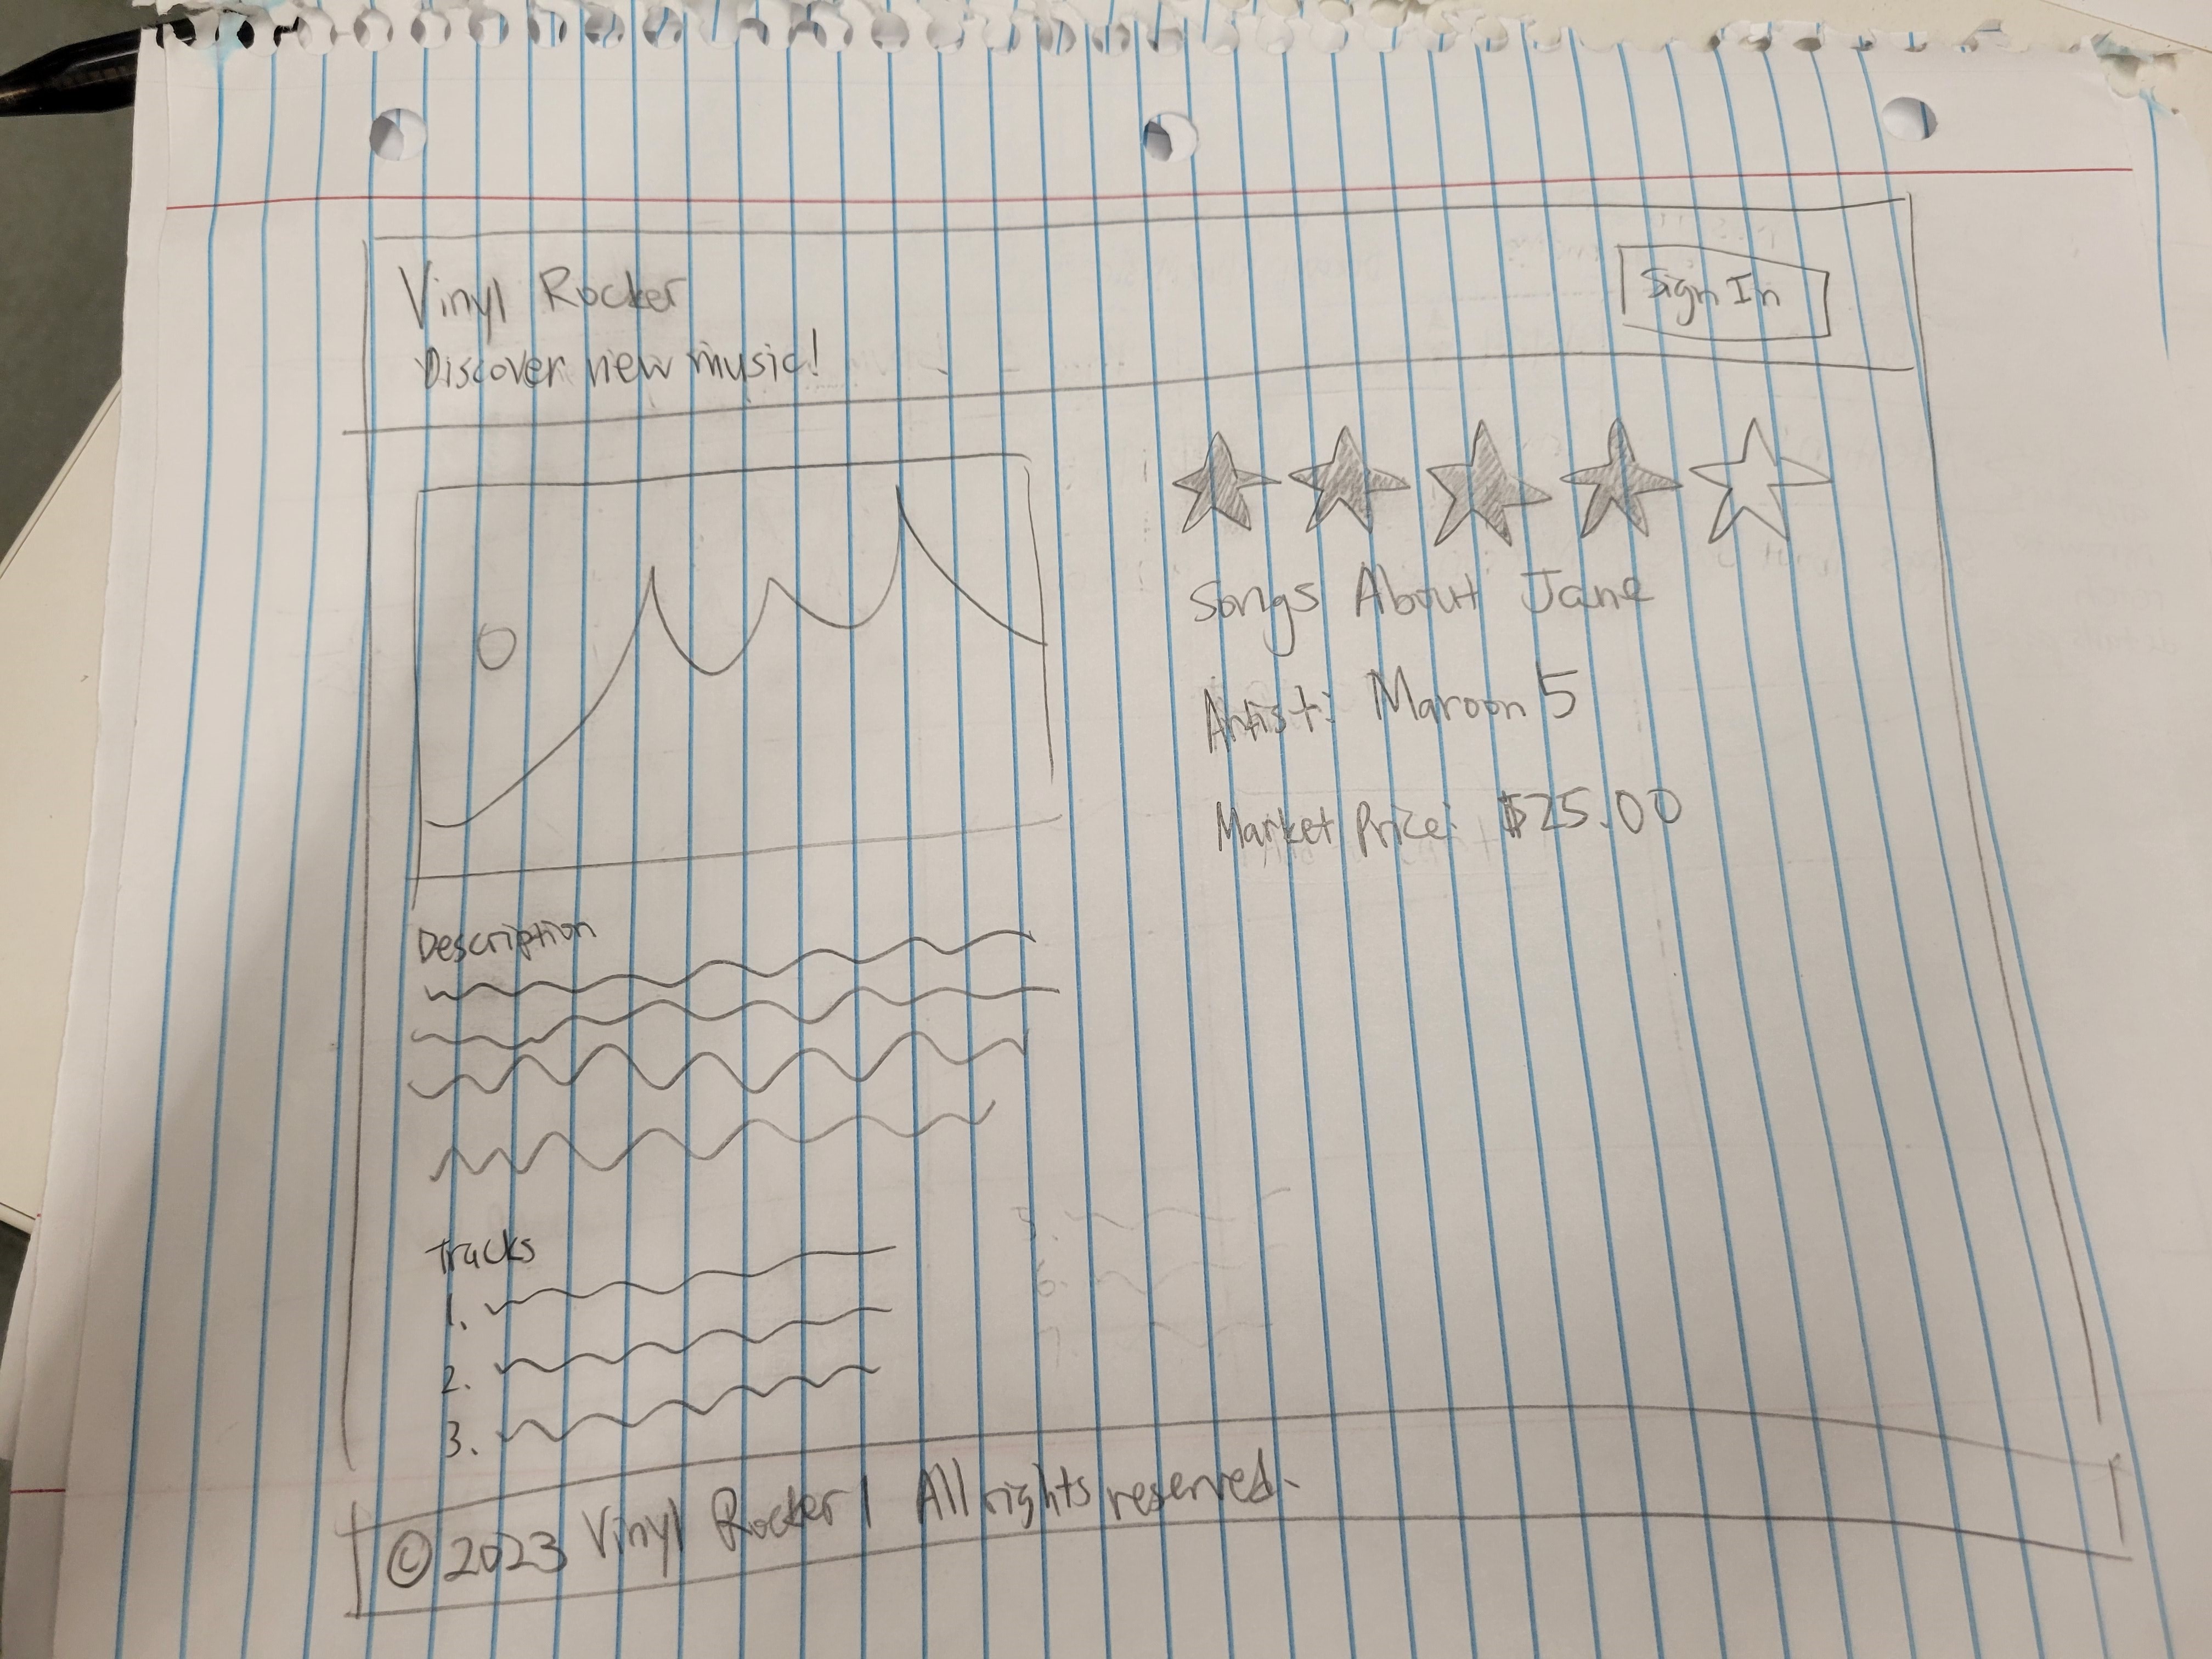 Vinyl Rocker
Sign In
Discover new music!
Songs About Jane
Artist: Maroon 5
Market Price: $25.00
Description
Tracks
1.
2.
3.
© 2023 Vinyl Rocker | All rights reserved.